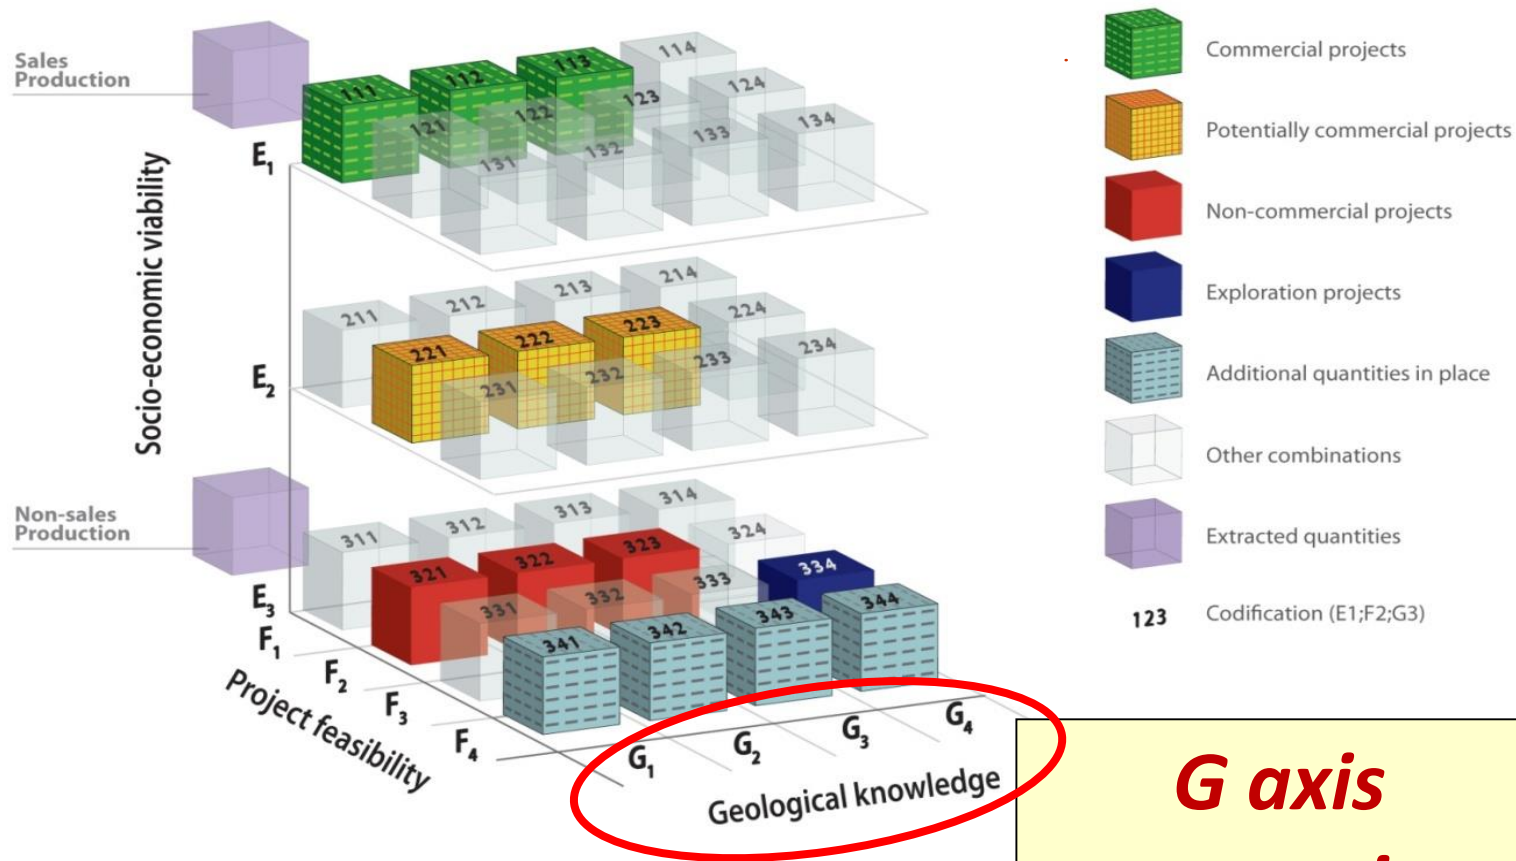 Sales
Production
Socio-economic viability
Non-sales
Production
E1
E2
E3
111
112
113
114
121
122
123
124
131
132
133
134
211
212
213
214
221
222
223
224
231
232
233
234
311
312
313
314
321
322
323
324
331
332
333
334
341
342
343
344
F1
F2
F3
F4
Project feasibility
G1
G2
G3
G4
Geological knowledge
Commercial projects
Potentially commercial projects
Non-commercial projects
Exploration projects
Additional quantities in place
Other combinations
Extracted quantities
123 Codification (E1;F2;G3)
G axis